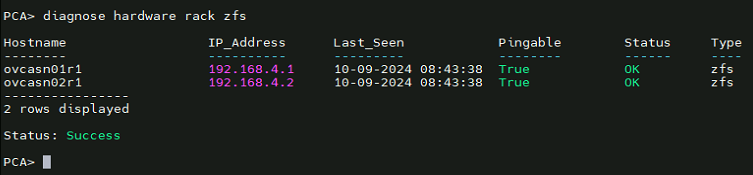 PCA> diagnose hardware rack zfs
Hostname IP_Address Last_Seen Pingable Status Type
-------- ---------- --------- -------- ------ ----
ovcasn01r1 192.168.4.1 10-09-2024 08:43:38 True OK zfs
ovcasn02r1 192.168.4.2 10-09-2024 08:43:38 True OK zfs
----------------
2 rows displayed
Status: Success
PCA>